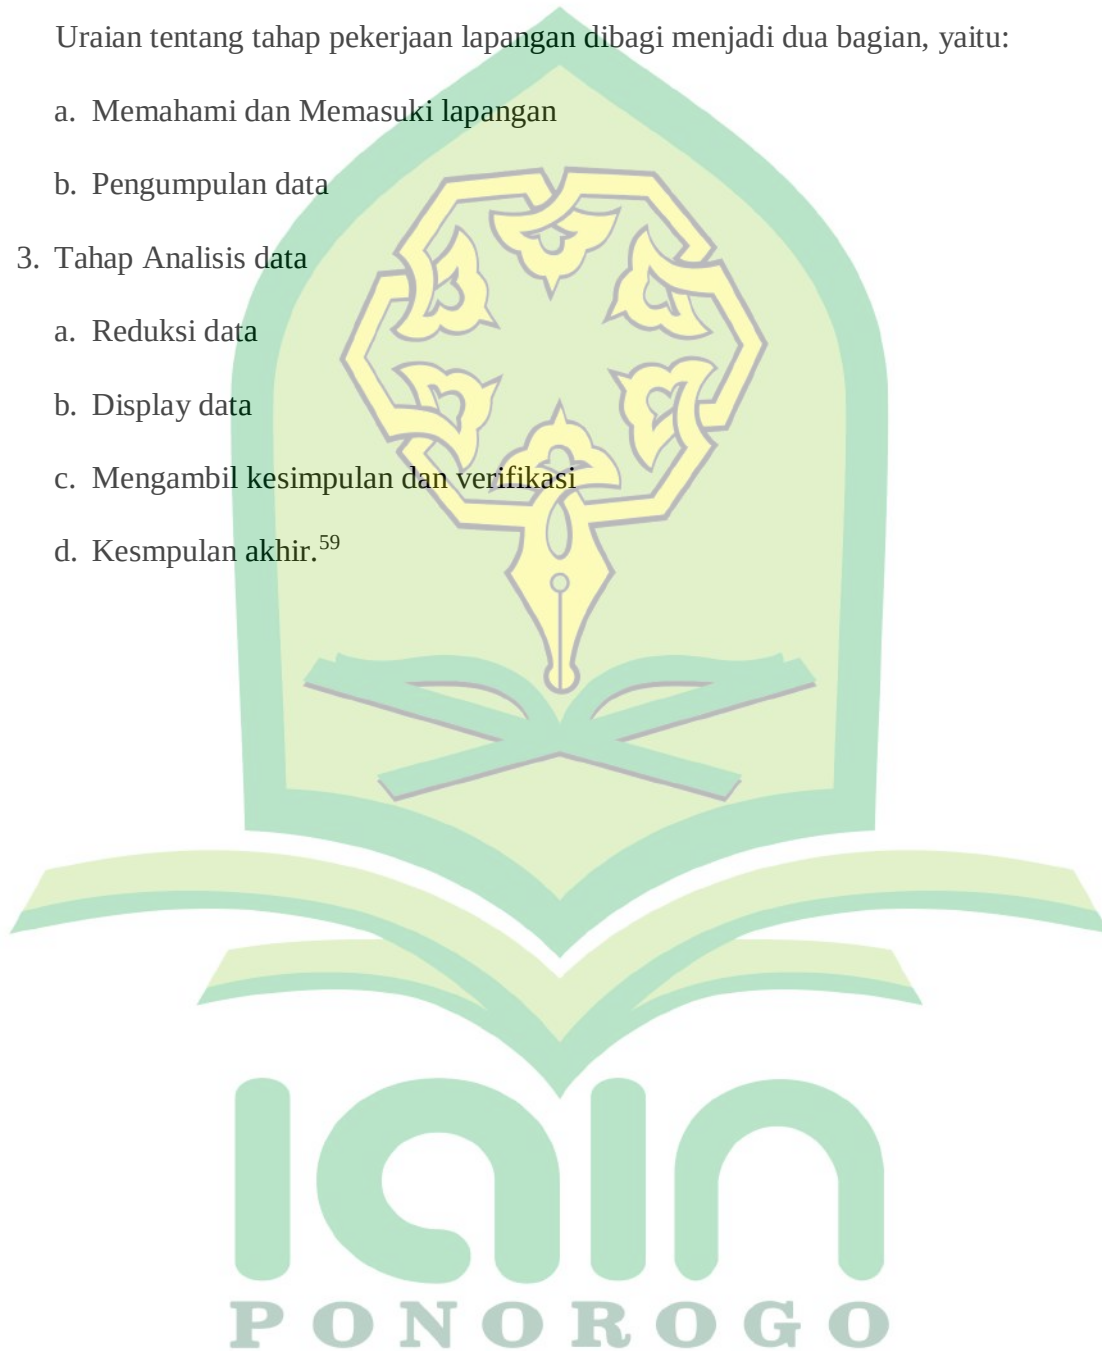 Uraian tentang tahap pekerjaan lapangan dibagi menjadi dua bagian, yaitu:
a. Memahami dan Memasuki lapangan
b. Pengumpulan data
3. Tahap Analisis data
a. Reduksi data
b. Display data
c. Mengambil kesimpulan dan verifikasi
d. Kesmpulan akhir.59
iain
PONOROGO